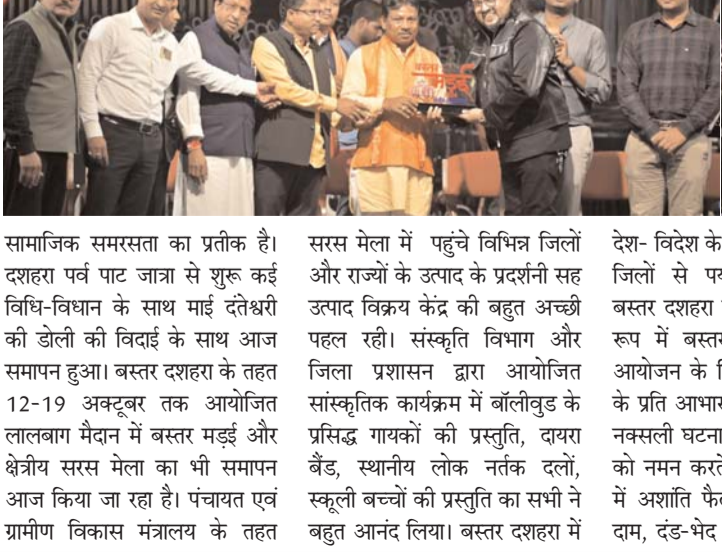 बस्तर
मड़ई
सामाजिक समरसता का प्रतीक है।
दशहरा पर्व पाट जात्रा से शुरू कई
विधि-विधान के साथ माई दंतेश्वरी
की डोली की विदाई के साथ आज
समापन हुआ। बस्तर दशहरा के तहत
12-19 अक्टूबर तक आयोजित
लालबाग मैदान में बस्तर मड़ई और
क्षेत्रीय सरस मेला का भी समापन
आज किया जा रहा है। पंचायत एवं
ग्रामीण विकास मंत्रालय के तहत
सरस मेला में पहुंचे विभिन्न जिलों
और राज्यों के उत्पाद के प्रदर्शनी सह
उत्पाद विक्रय केंद्र की बहुत अच्छी
पहल रही। संस्कृति विभाग और
जिला प्रशासन द्वारा आयोजित
सांस्कृतिक कार्यक्रम में बॉलीवुड के
प्रसिद्ध गायकों की प्रस्तुति, दायरा
बैंड, स्थानीय लोक नर्तक दलों,
स्कूली बच्चों की प्रस्तुति का सभी ने
बहुत आनंद लिया। बस्तर दशहरा में
देश- विदेश के
जिलों से
बस्तर दशहरा
रूप में
आयोजन के
के प्रति
नक्सली
को नमन
में अशांति
दाम, दंड-भेद